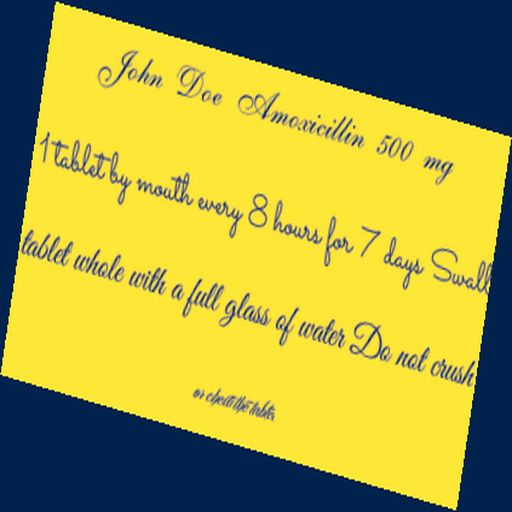 John Doe Amoxicillin 500 mg
1 tablet by mouth every 8 hours for 7 days Swall
tablet whole with a full glass of water Do not crush
or chew the tablet